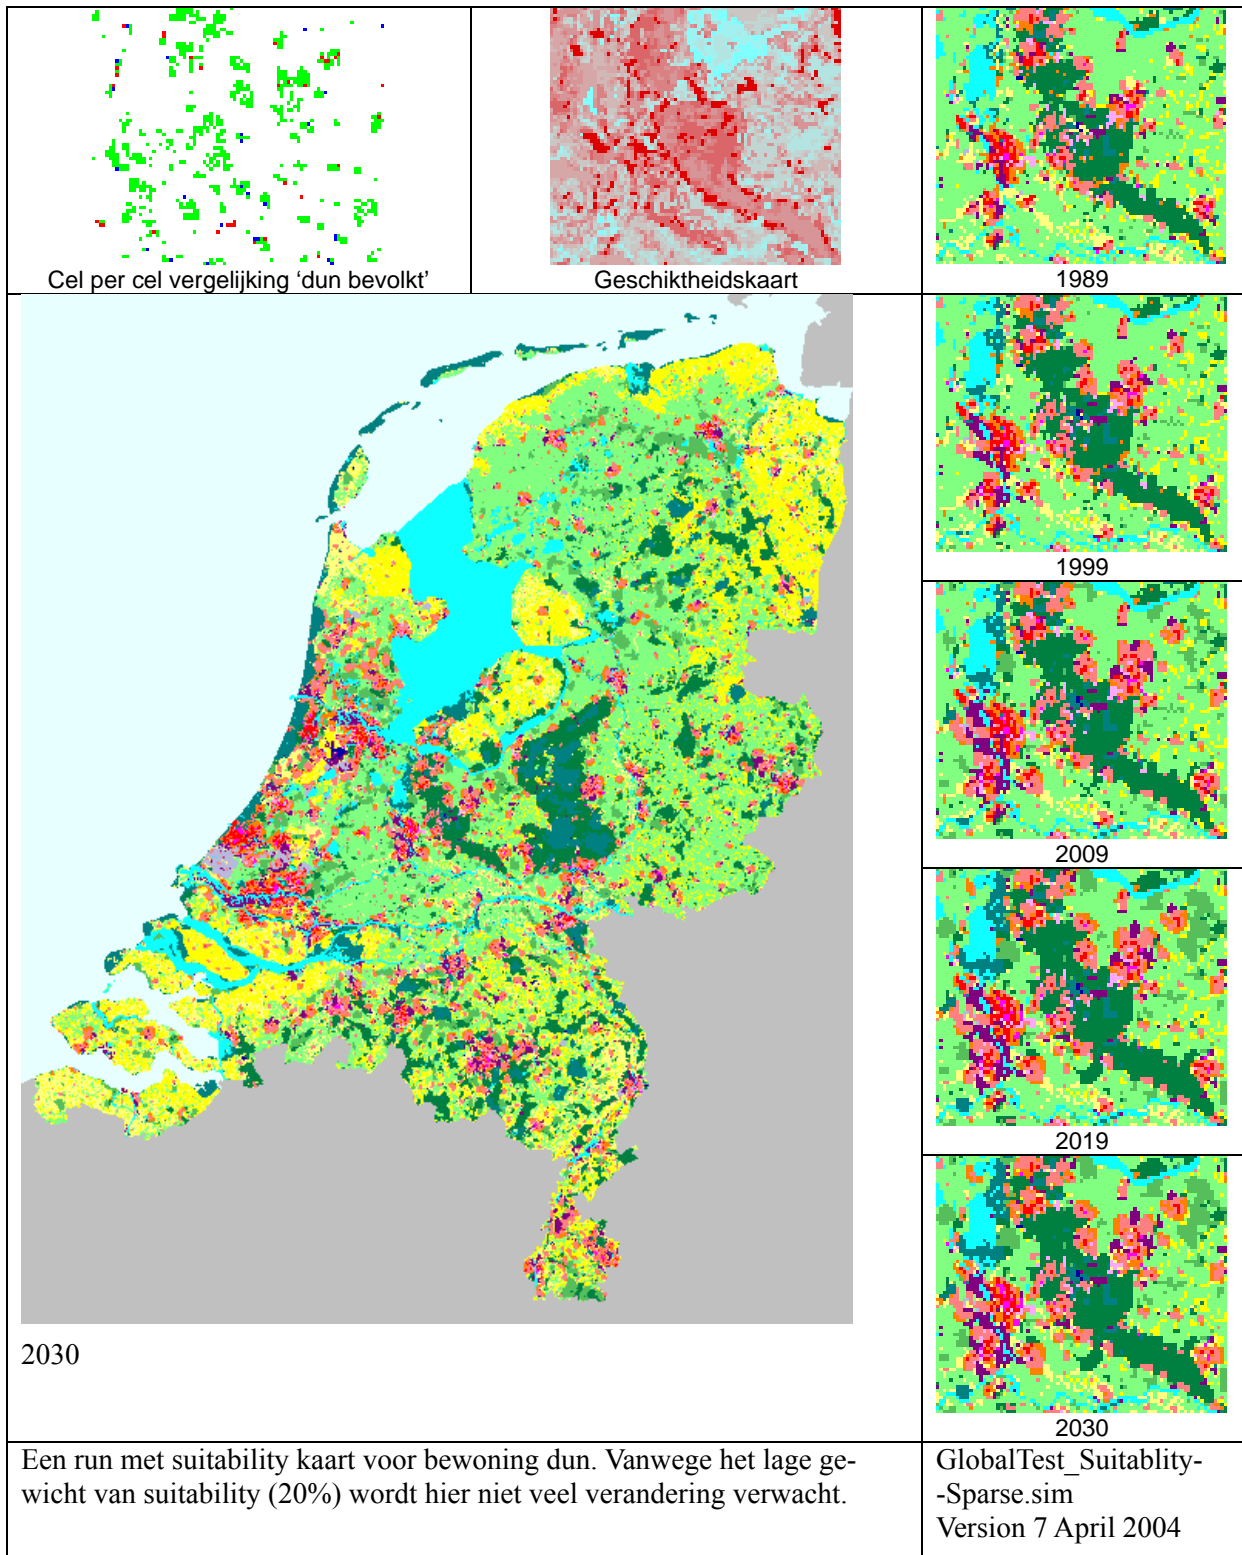 Cel per cel vergelijking ‘dun bevolkt’
Geschiktheidskaart
1989
1999
2009
2019
2030
2030
Een run met suitability kaart voor bewoning dun. Vanwege het lage ge-
wicht van suitability (20%) wordt hier niet veel verandering verwacht.
GlobalTest_Suitablity-
-Sparse.sim
Version 7 April 2004